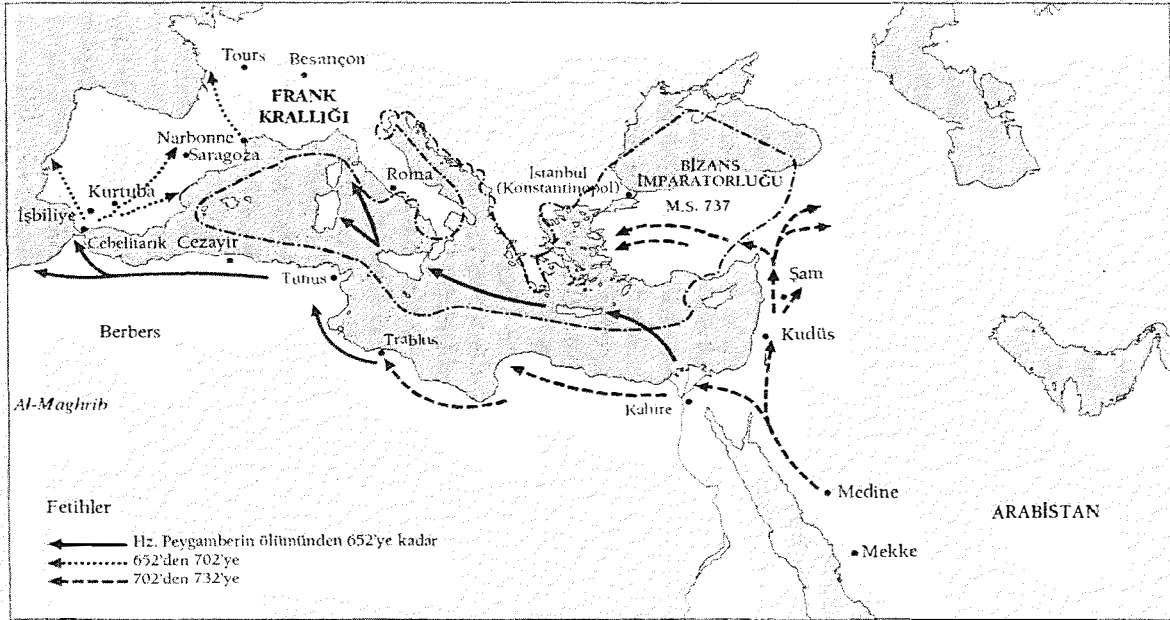 Tours
Besançon
FRANK
KRALLIĞI
Narbonne
Saragoza
Kurtuba
İşbiliye
Cebelitarık
Cezayir
Roma
İstanbul
(Konstantinopol)
BİZANS
İMPARATORLUĞU
M.S. 737
Tunus
Şam
Berbers
Trablus
Kudüs
Al-Maghrib
Kahire
Medine
ARABİSTAN
Mekke
Fetihler
Hz. Peygamberin ölümünden 652'ye kadar
652'den 702'ye
702'den 732'ye